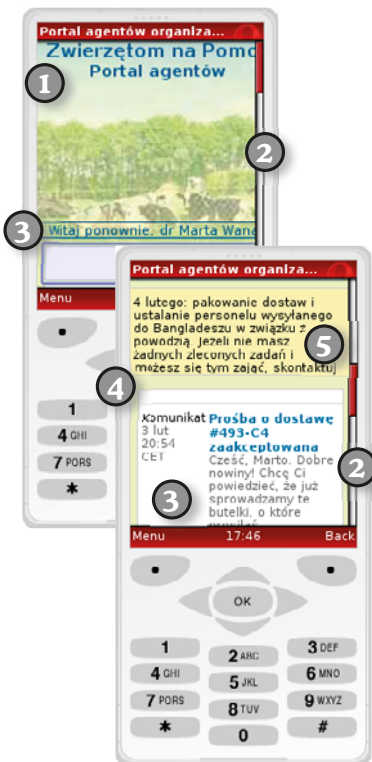 Portal agentów organiza...
Zwierzętom na Pomo
Portal agentów
1
2
3
Witaj ponownie, dr Marta Wana
Menu
1
4 GHI
7 PQRS
*
Portal agentów organiza...
4 lutego: pakowanie dostaw i
ustalanie personelu wysyłanego
do Bangladeszu w związku z
powodzią. Jeżeli nie masz
5
żadnych zleconych zadań i
możesz się tym zająć, skontaktuj
4
Komunikat
3 lut
20:54
CET
Prośba o dostawę
#493-C4
zaakceptowana
Cześć, Marto. Dobre
nowiny! Chcę Ci
powiedzieć, że już
sprowadzamy te
butelki, o które
prosiłaś
2
3
Menu 17:46 Back
OK
1 2 ABC 3 DEF
4 GHI 5 JKL 6 MNO
7 PORS 8 TUV 9 WXYZ
* 0 #